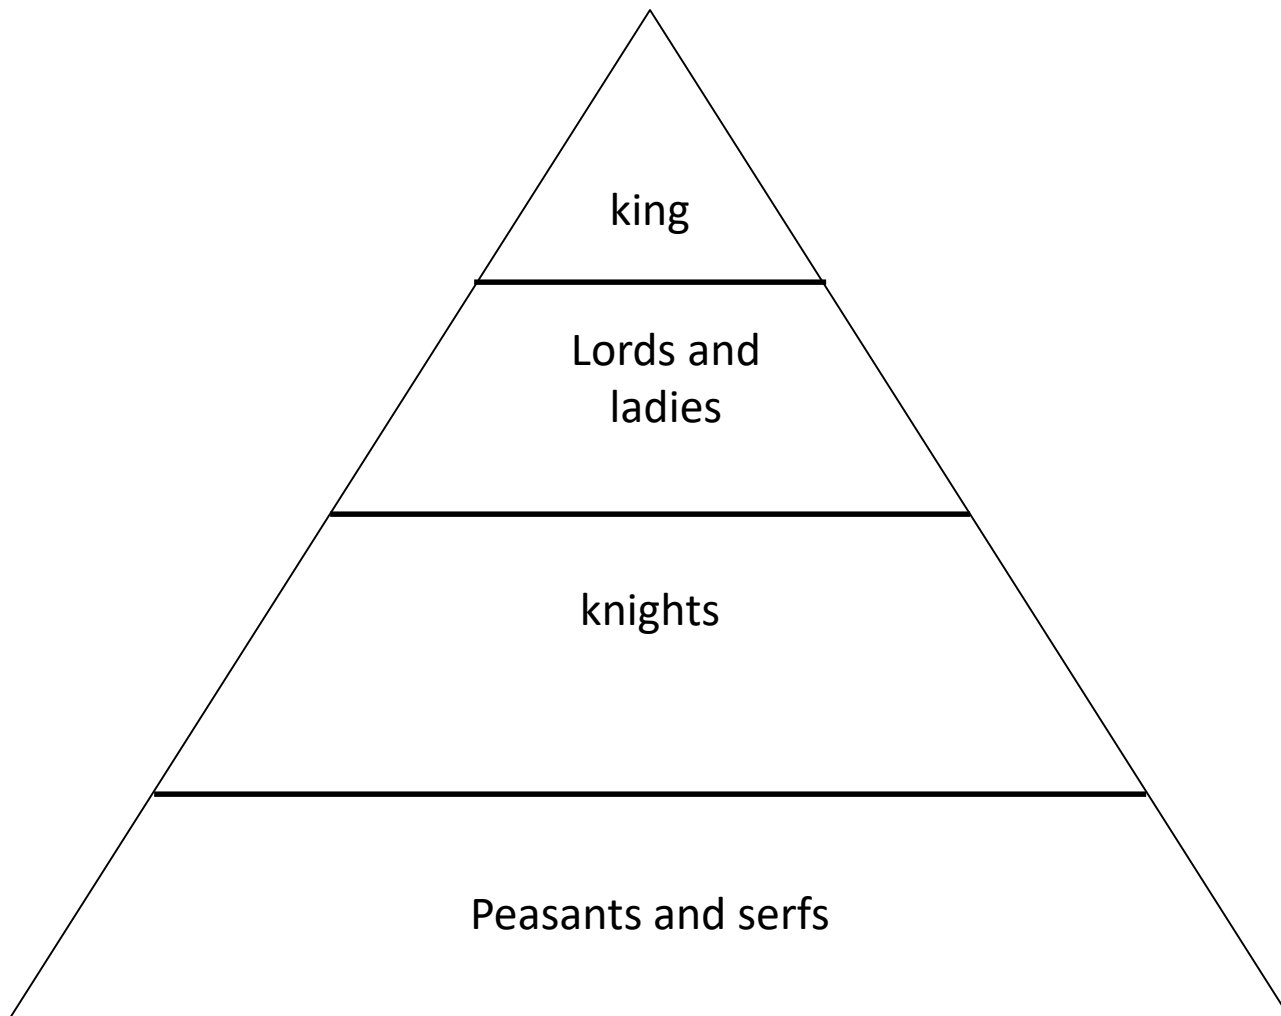 king
Lords and
ladies
knights
Peasants and serfs